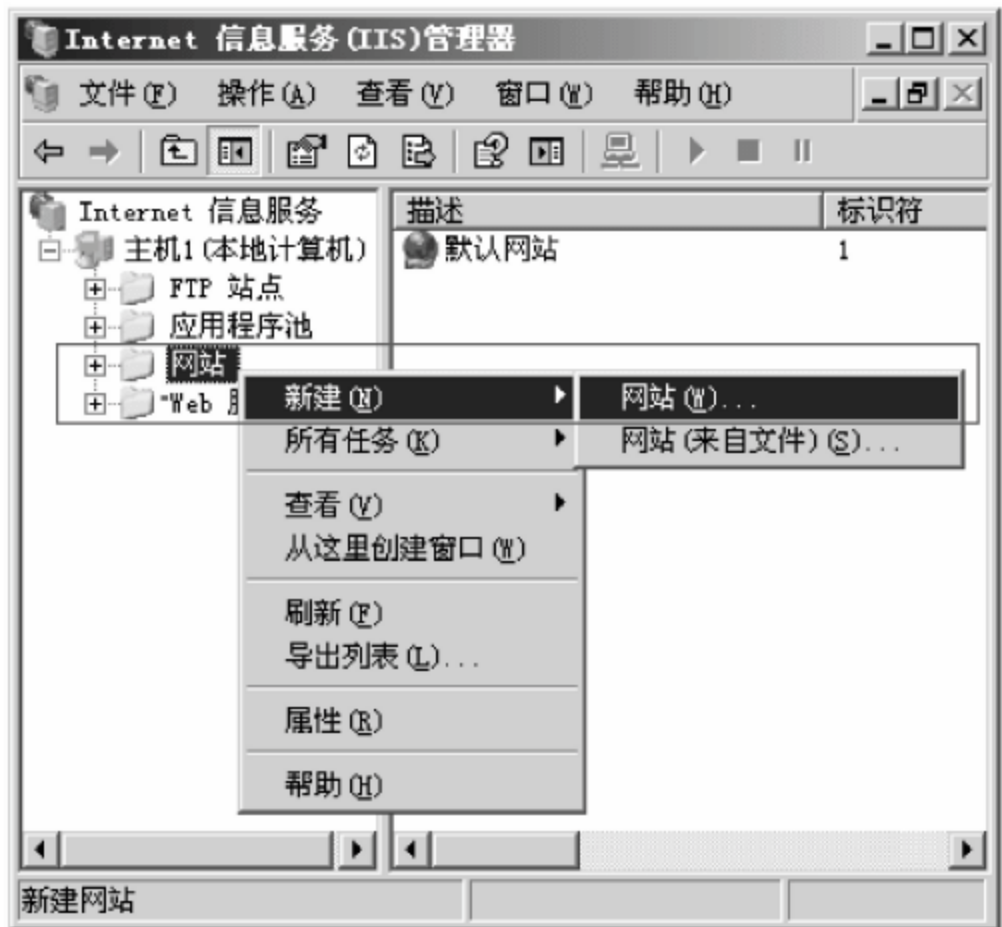 Internet 信息服务(IIS)管理器
文件(F) 操作(A) 查看(V) 窗口(W) 帮助(H)
Internet 信息服务
主机1(本地计算机)
FTP 站点
应用程序池
网站
Web
描述 标识符
默认网站 1
新建(N)
所有任务(K)
查看(V)
从这里创建窗口(W)
刷新(F)
导出列表(L)...
属性(R)
帮助(H)
网站(W)...
网站(来自文件)(S)...
新建网站